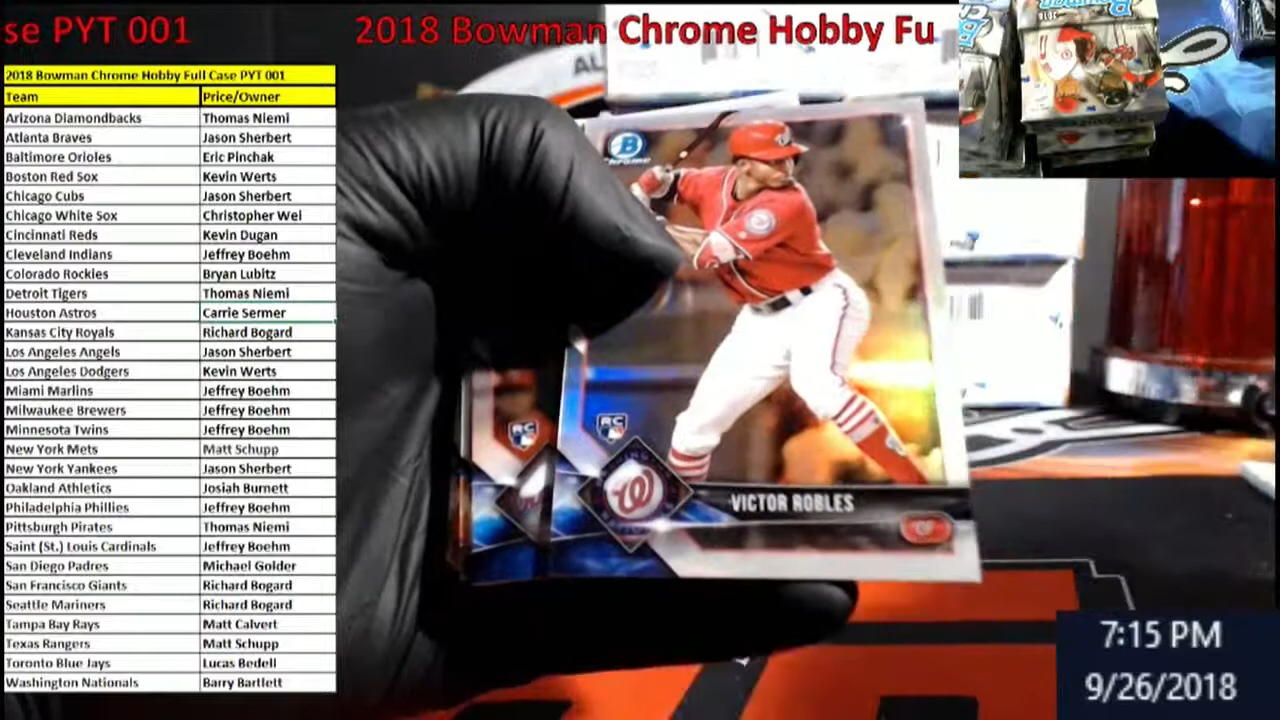 se PYT 001
2018 Bowman Chrome Hobby Fu
2018 Bowman Chrome Hobby Full Case PYT 001
Team Price/Owner
Arizona Diamondbacks Thomas Niemi
Atlanta Braves Jason Sherbert
Baltimore Orioles Eric Pinchak
Boston Red Sox Kevin Werts
Chicago Cubs Jason Sherbert
Chicago White Sox Christopher Wel
Cincinnati Reds Kevin Dugan
Cleveland Indians Jeffrey Boehm
Colorado Rockies Bryan Lubitz
Detroit Tigers Thomas Niemi
Houston Astros Carrie Sermer
Kansas City Royals Richard Bogard
Los Angeles Angels Jason Sherbert
Los Angeles Dodgers Kevin Werts
Miami Marlins Jeffrey Boehm
Milwaukee Brewers Jeffrey Boehm
Minnesota Twins Jeffrey Boehm
New York Mets Matt Schupp
New York Yankees Jason Sherbert
Oakland Athletics Josiah Burnett
Philadelphia Phillies Jeffrey Boehm
Pittsburgh Pirates Thomas Niemi
Saint (St.) Louis Cardinals Jeffrey Boehm
San Diego Padres Michael Golder
San Francisco Giants Richard Bogard
Seattle Mariners Richard Bogard
Tampa Bay Rays Matt Calvert
Texas Rangers Matt Schupp
Toronto Blue Jays Lucas Bedell
Washington Nationals Barry Bartlett
AL
B
CHROME
RC
RC
W
VICTOR ROBLES
7:15 PM
9/26/2018